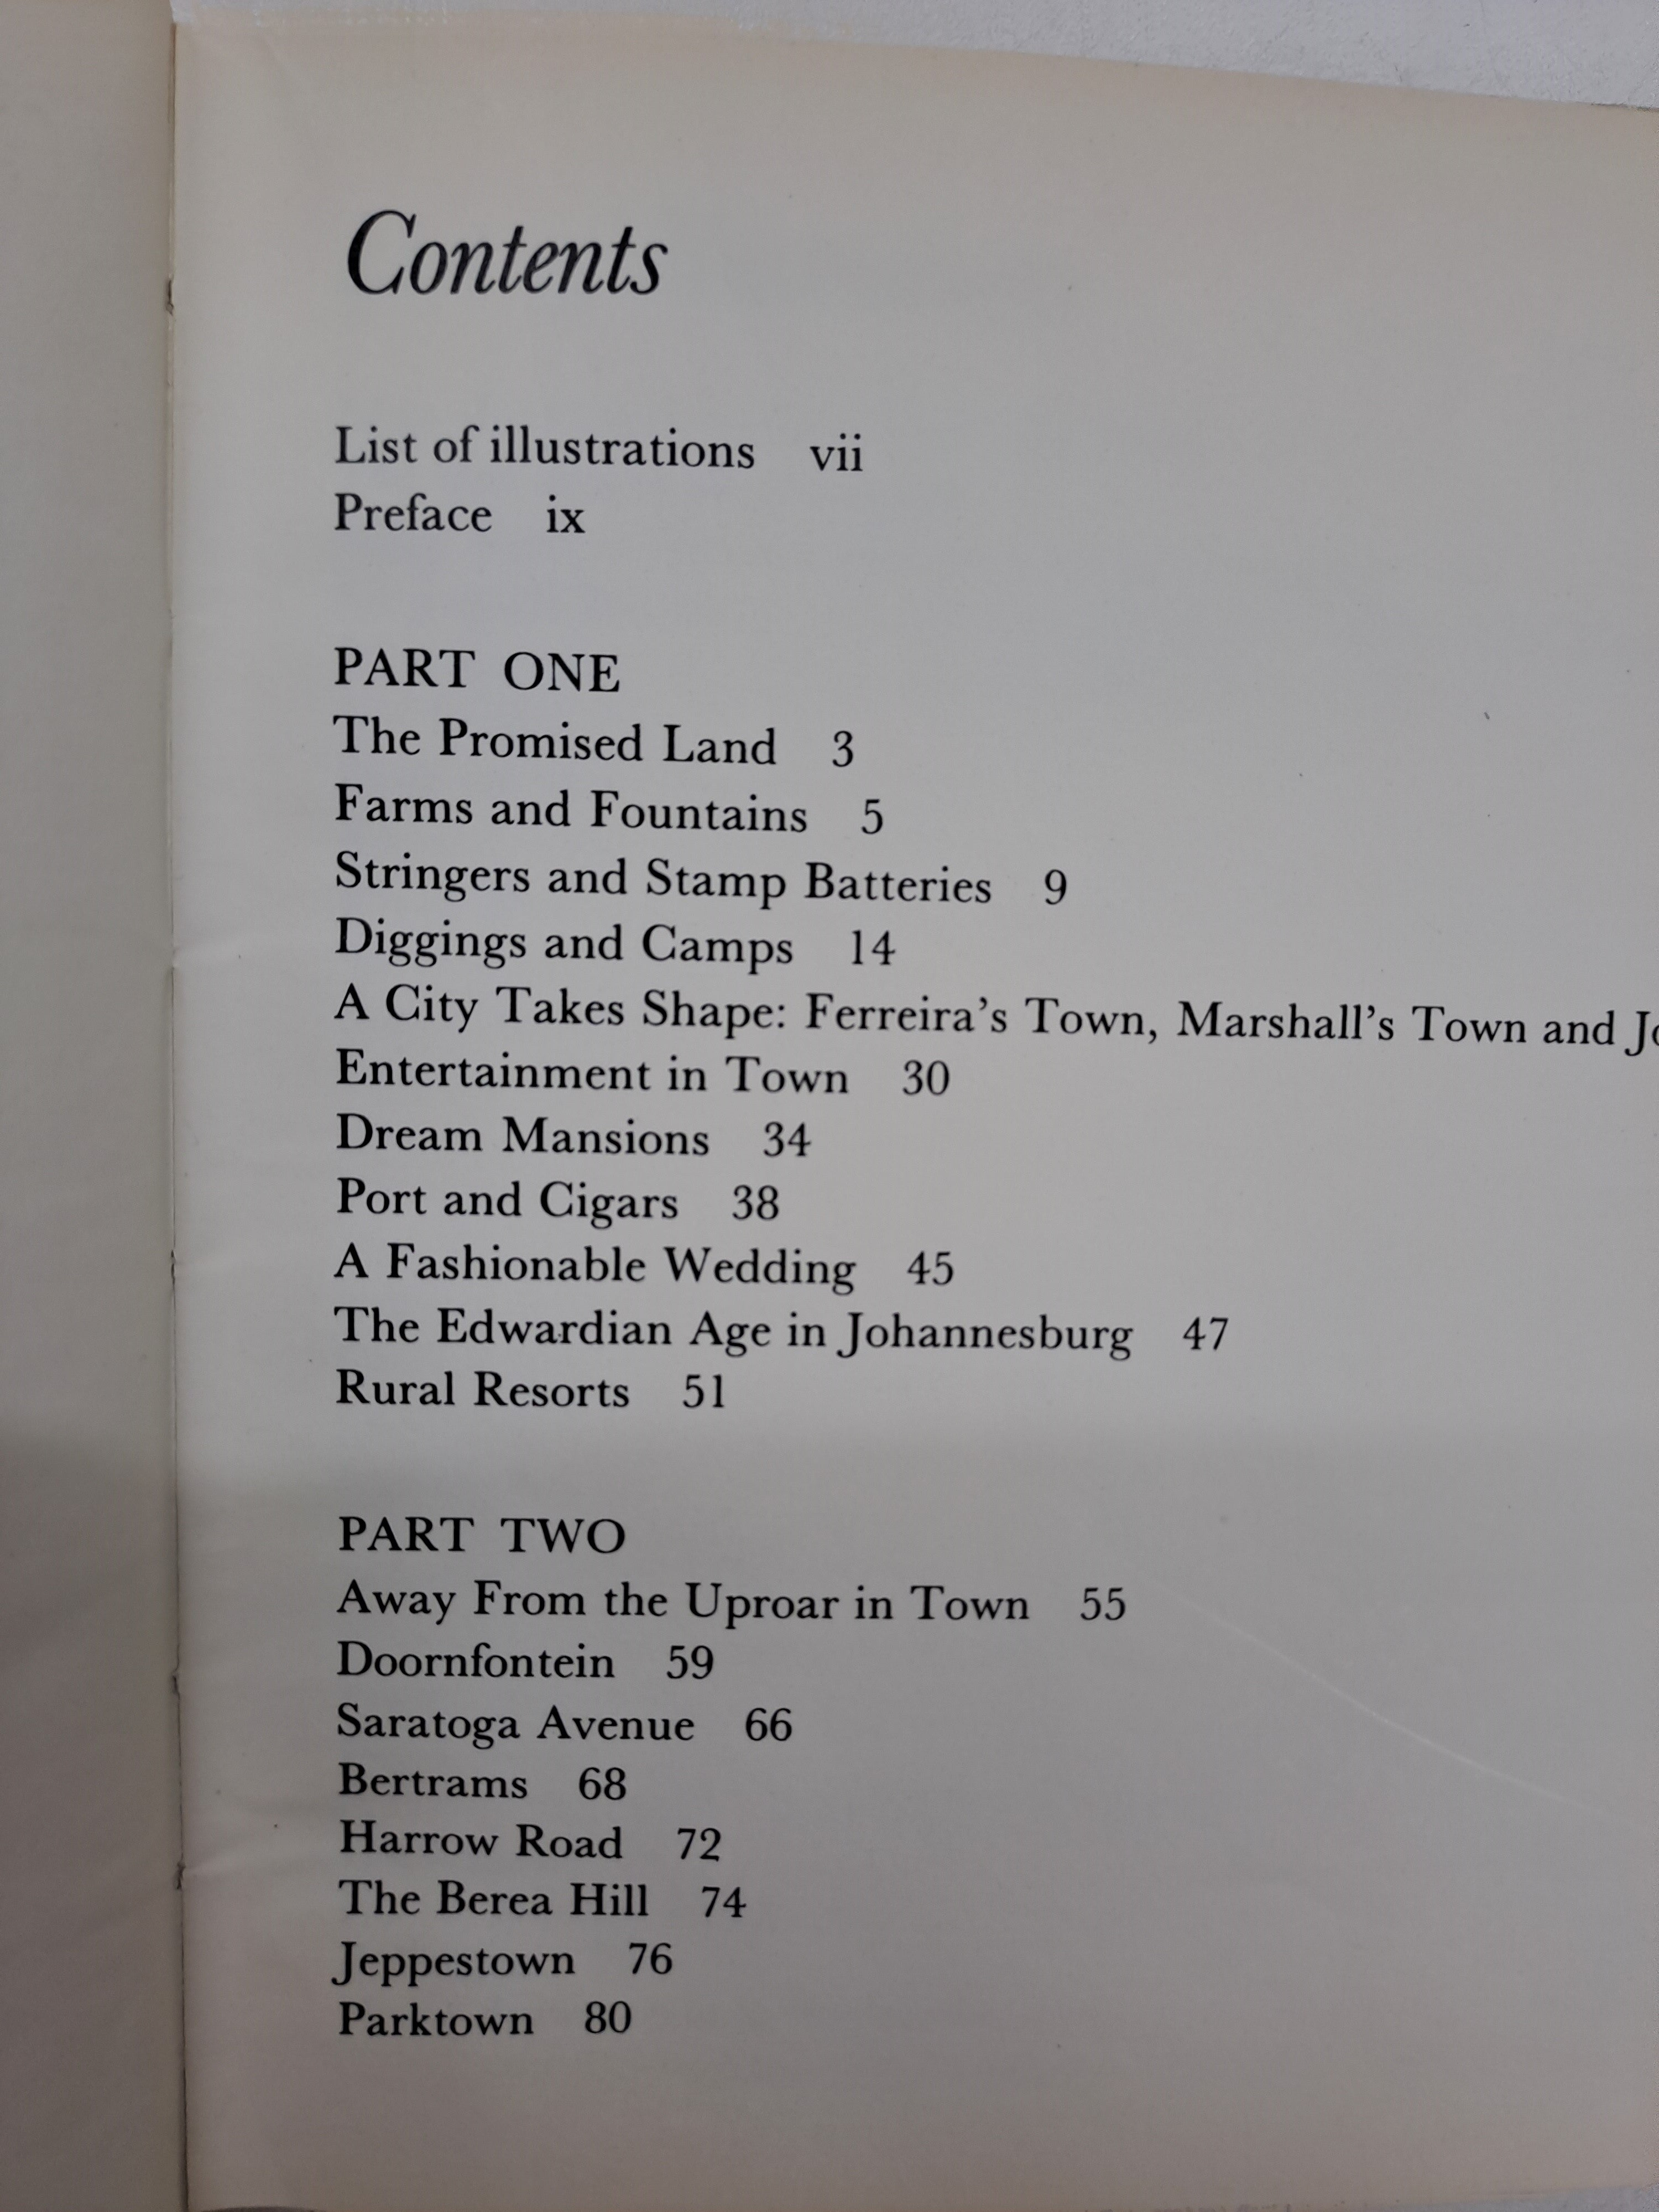 Contents
List of illustrations vii
Preface ix
PART ONE
The Promised Land 3
Farms and Fountains 5
Stringers and Stamp Batteries 9
Diggings and Camps 14
A City Takes Shape: Ferreira's Town, Marshall's Town and
Entertainment in Town 30
Dream Mansions 34
Port and Cigars 38
A Fashionable Wedding 45
The Edwardian Age in Johannesburg 47
Rural Resorts 51
PART TWO
Away From the Uproar in Town 55
Doornfontein 59
Saratoga Avenue 66
Bertrams 68
Harrow Road 72
The Berea Hill 74
Jeppestown 76
Parktown 80